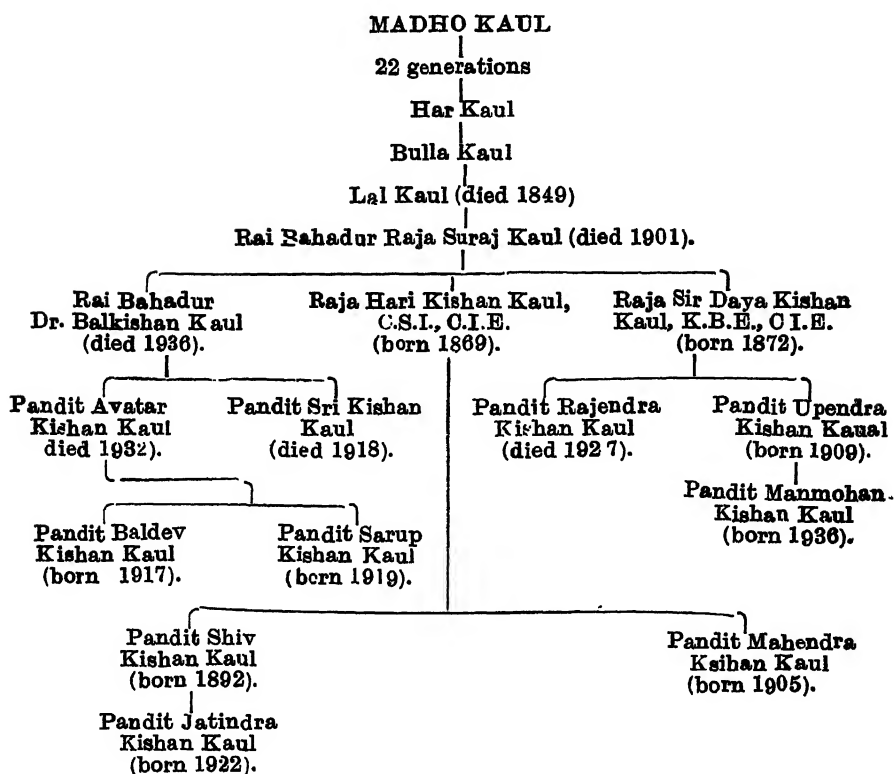 MADHO KAUL
22 generations
Har Kaul
Bulla Kaul
Lal Kaul (died 1849)
Rai Bahadur Raja Suraj Kaul (died 1901).
Rai Bahadur
Dr. Balkishan Kaul
(died 1936).
Raja Hari Kishan Kaul,
C.S.I., C.I.E.
(born 1869).
Raja Sir Daya Kishan
Kaul, K.B.E., C I.E.
(born 1872).
Pandit Avatar
Kishan Kaul
died 1932).
Pandit Sri Kishan
Kaul
(died 1918).
Pandit Rajendra
Kishan Kaul
(died 1927).
Pandit Upendra
Kishan Kaual
(born 1909).
Pandit Manmohan
Kishan Kaul
(born 1936).
Pandit Baldev
Kishan Kaul
(born 1917).
Pandit Sarup
Kishan Kaul
(born 1919).
Pandit Shiv
Kishan Kaul
(born 1892).
Pandit Mahendra
Ksihan Kaul
(born 1905).
Pandit Jatindra
Kishan Kaul
(born 1922).